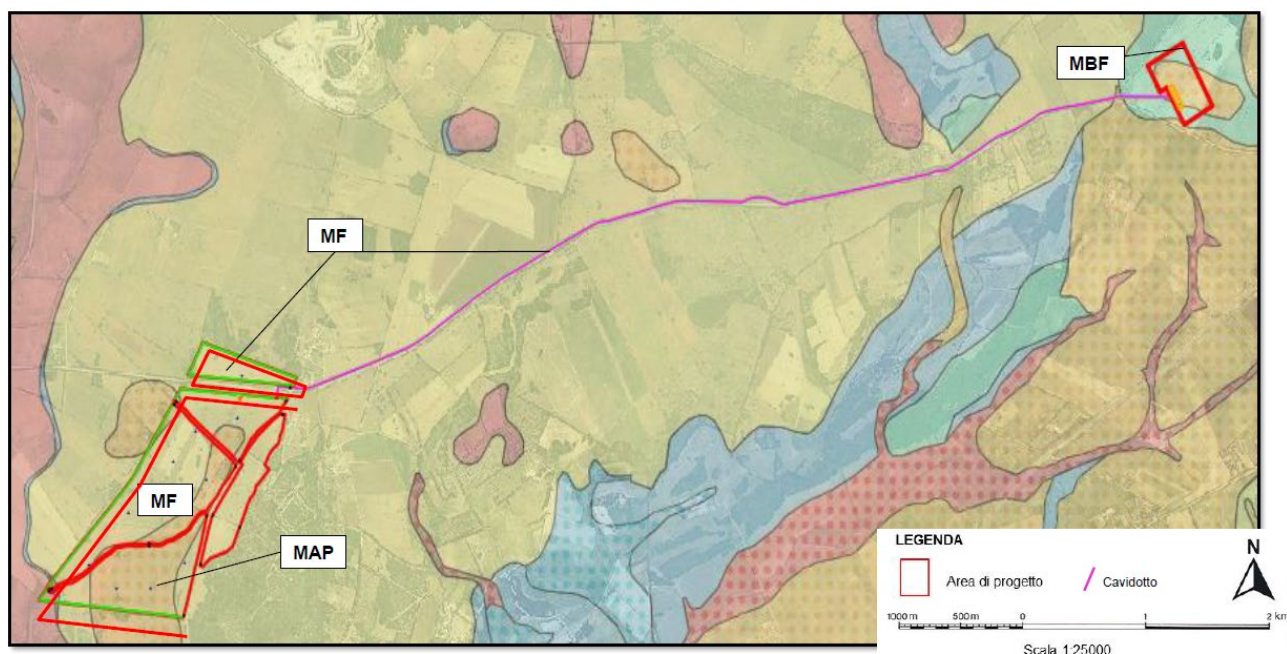 MBF
MF
MF
MAP
LEGENDA
Area di progetto
Cavidotto
N
1000 m 500 m 0 1 2 km
Scala 1:25000